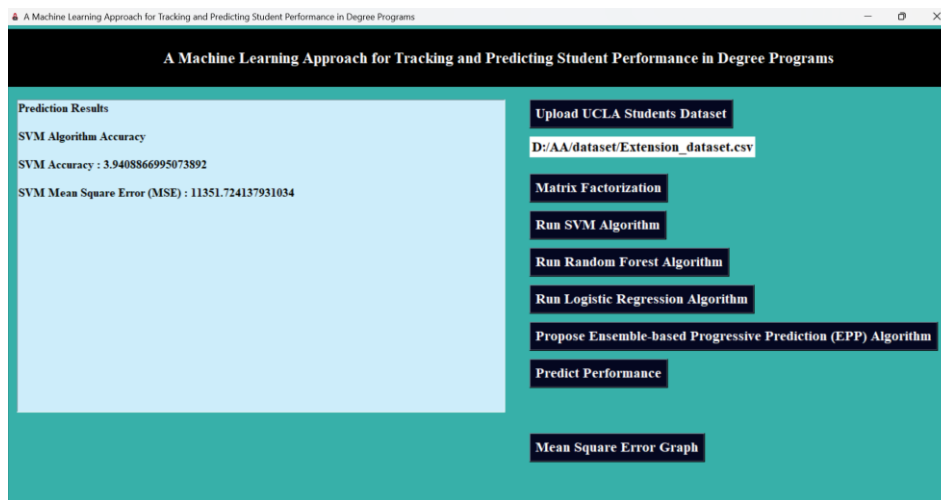 A Machine Learning Approach for Tracking and Predicting Student Performance in Degree Programs
A Machine Learning Approach for Tracking and Predicting Student Performance in Degree Programs
Prediction Results
SVM Algorithm Accuracy
SVM Accuracy : 3.9408866995073892
SVM Mean Square Error (MSE) : 11351.724137931034
Upload UCLA Students Dataset
D:/AA/dataset/Extension_dataset.csv
Matrix Factorization
Run SVM Algorithm
Run Random Forest Algorithm
Run Logistic Regression Algorithm
Propose Ensemble-based Progressive Prediction (EPP) Algorithm
Predict Performance
Mean Square Error Graph